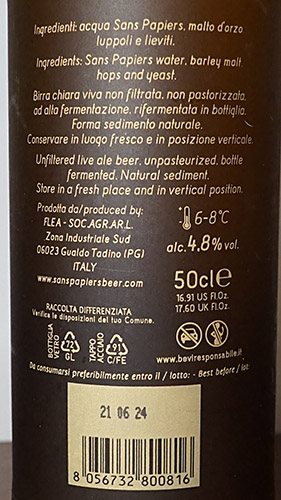 Ingredienti: acqua Sans Papiers, malto d'orzo
luppoli e lieviti.
Ingredients: Sans Papiers water, barley malt
hops and yeast.
Birra chiara viva non filtrata, non pastorizzata,
ad alta fermentazione, rifermentata in bottiglia.
Forma sedimento naturale.
Conservare in luogo fresco e in posizione verticale.
Unfiltered live ale beer, unpasteurized, bottle
fermented. Natural sediment.
Store in a fresh place and in vertical position.
Prodotta da/produced by:
FLEA - SOC.AGR.AR.L.
Zona Industriale Sud
06023 Gualdo Tadino (PG)
ITALY
www.sanspapiersbeer.com
6-8°C
alc. 4,8% vol.
50cl℮
16.91 US Fl.Oz.
17.60 UK Fl.Oz.
RACCOLTA DIFFERENZIATA
Verifica le disposizioni del tuo Comune.
BOTTIGLIA
VETRO
72
GL
TAPPO
ACCIAIO
91
C/FE
www.beviresponsabile.it
Da consumarsi preferibilmente entro il / lotto: - Best before / lot:
21 06 24
8 056732 800816